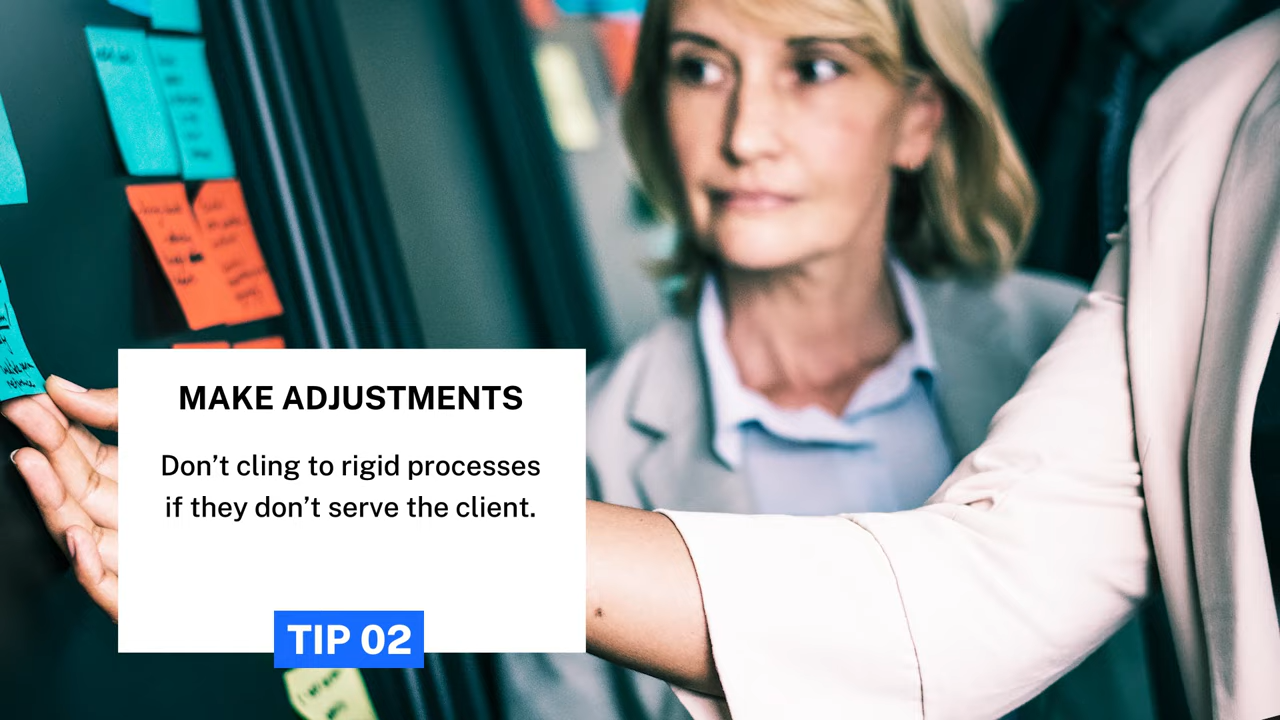 MAKE ADJUSTMENTS
Don’t cling to rigid processes
if they don’t serve the client.
TIP 02